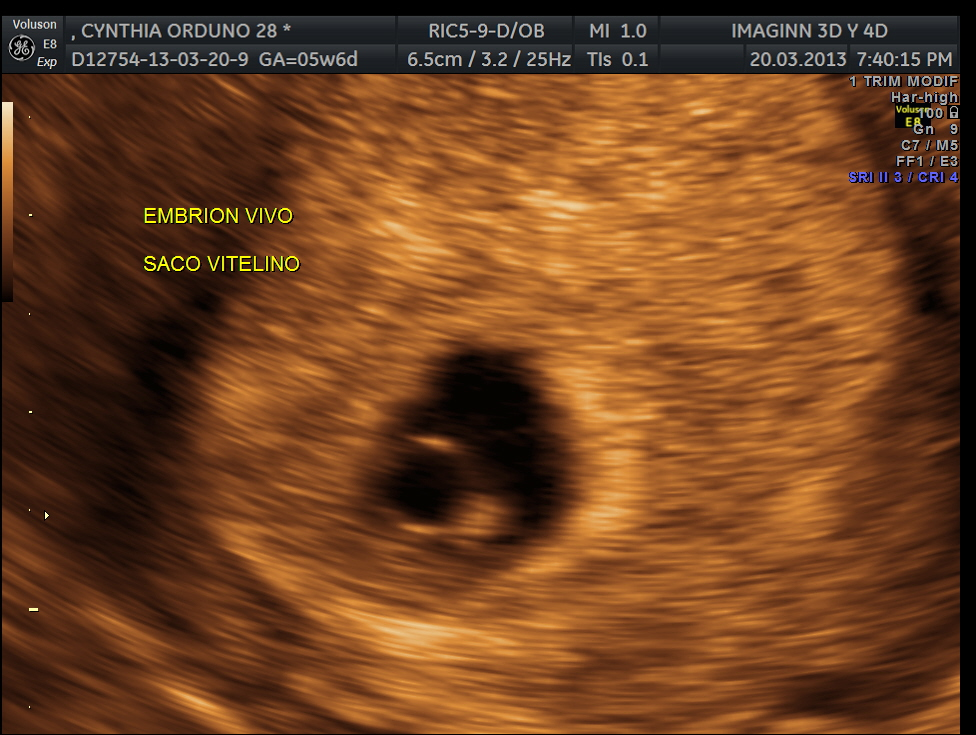 Voluson
E8
Exp
, CYNTHIA ORDUNO 28 *
RIC5-9-D/OB
MI 1.0
IMAGINN 3D Y 4D
D12754-13-03-20-9 GA=05w6d
6.5cm / 3.2 / 25Hz
TIs 0.1
20.03.2013 7:40:15 PM
1 TRIM MODIF
Har-high
Voluson
E8
100
Gn 9
C7 / M5
FF1 / E3
SRI II 3 / CRI 4
EMBRION VIVO
SACO VITELINO